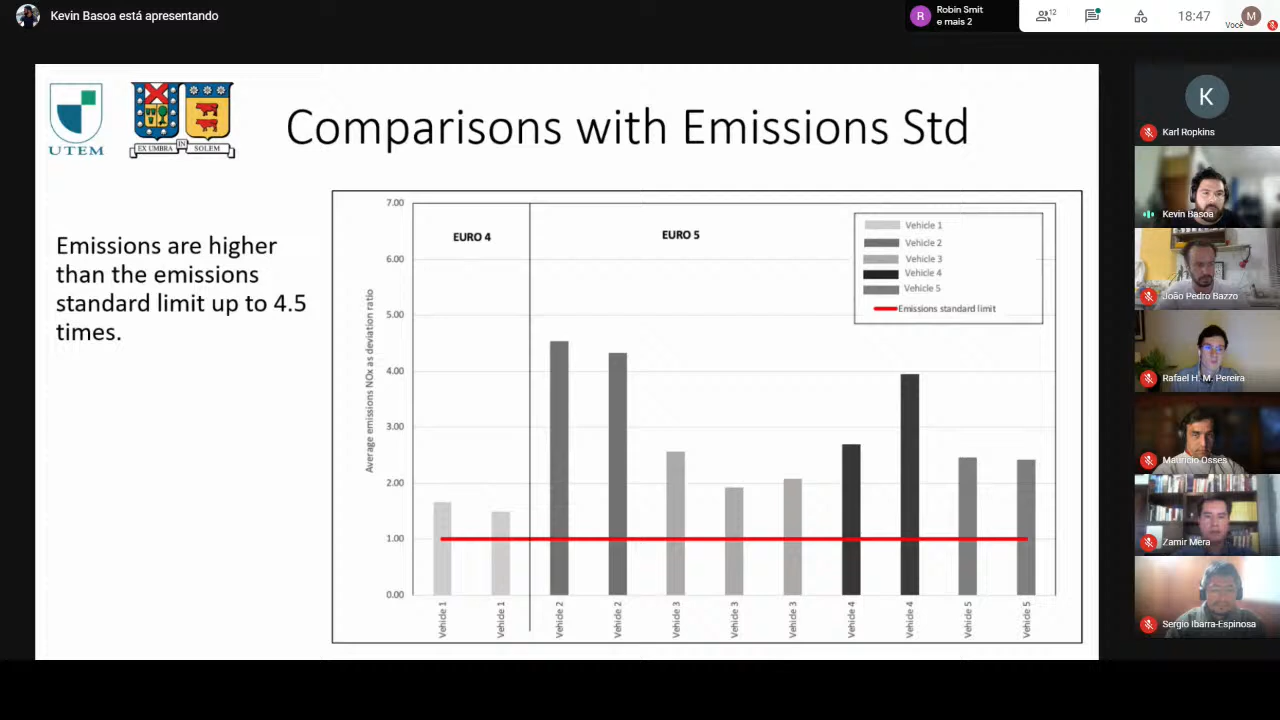 Kevin Basoa está apresentando
R
Robin Smit
e mais 2
12
18:47
Você
M
UTEM
EX UMBRA IN SOLEM
Comparisons with Emissions Std
Emissions are higher
than the emissions
standard limit up to 4.5
times.
Average emissions NOx as deviation ratio
7.00
6.00
5.00
4.00
3.00
2.00
1.00
0.00
EURO 4
EURO 5
Vehicle 1
Vehicle 2
Vehicle 3
Vehicle 4
Vehicle 5
Emissions standard limit
Vehicle 1
Vehicle 1
Vehicle 2
Vehicle 2
Vehicle 3
Vehicle 3
Vehicle 3
Vehicle 4
Vehicle 4
Vehicle 5
Vehicle 5
K
Karl Ropkins
Kevin Basoa
João Pedro Bazzo
Rafael H. M. Pereira
Mauricio Osses
Zamir Mera
Sergio Ibarra-Espinosa